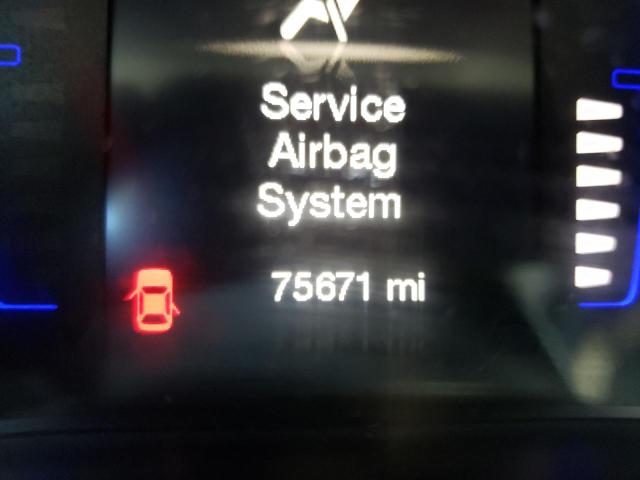 Service
Airbag
System
75671 mi